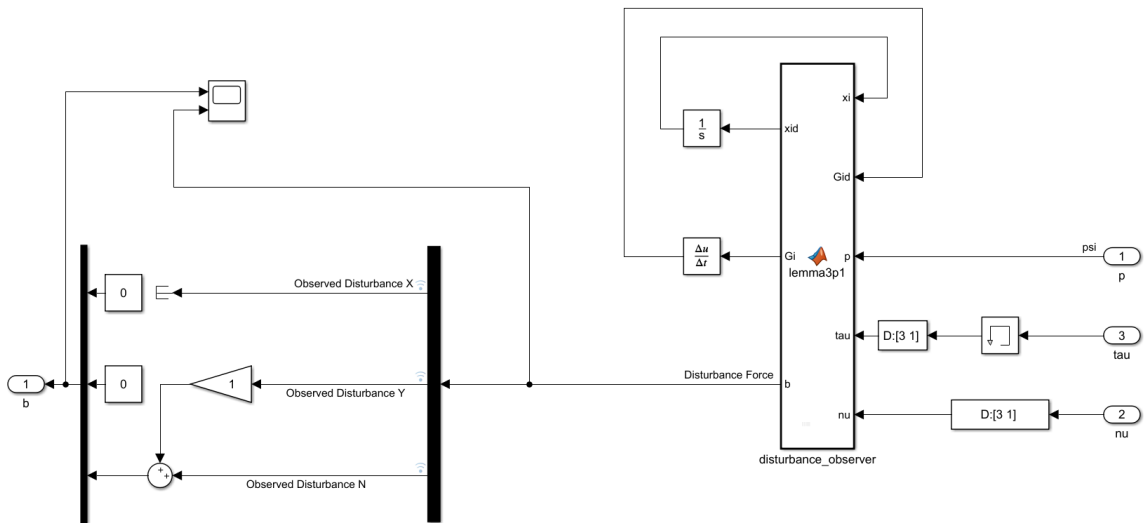 xi
1
s
xid
Gid
Δu
Δt
Gi
p
lemma3p1
psi
1
p
Observed Disturbance X
0
tau
D:[3 1]
3
tau
Disturbance Force
b
1
b
0
1
Observed Disturbance Y
nu
D:[3 1]
2
nu
disturbance_observer
+
+
Observed Disturbance N